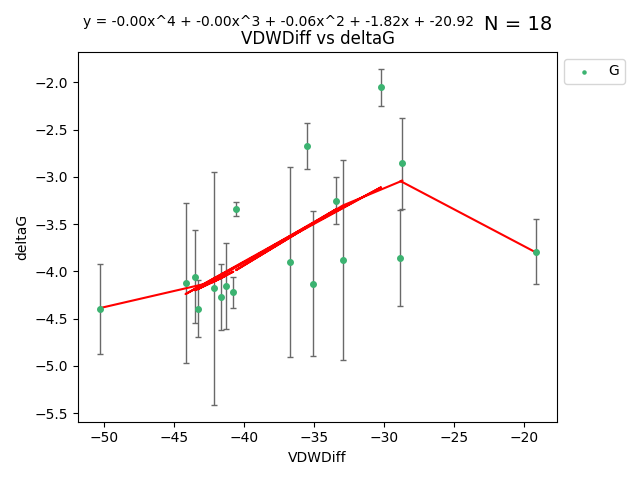 y = -0.00x^4 + -0.00x^3 + -0.06x^2 + -1.82x + -20.92 N = 18
VDWDiff vs deltaG
G
−2.0
−2.5
−3.0
−3.5
−4.0
−4.5
−5.0
−5.5
deltaG
−50 −45 −40 −35 −30 −25 −20
VDWDiff